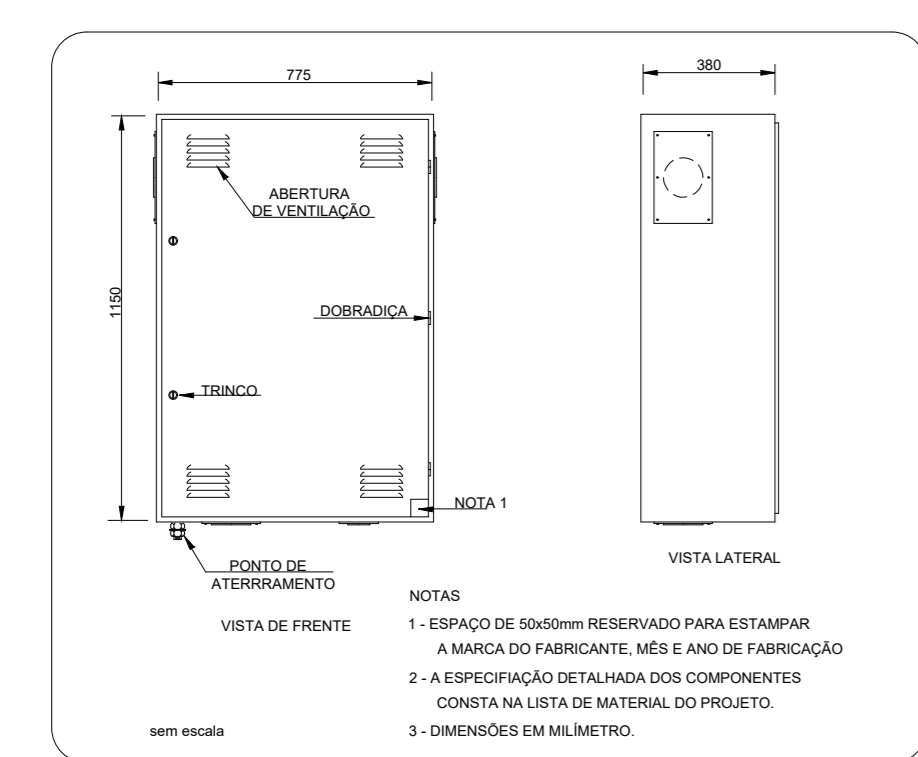 775
380
1150
ABERTURA
DE VENTILAÇÃO
DOBRADIÇA
TRINCO
NOTA 1
PONTO DE
ATERRRAMENTO
VISTA LATERAL
VISTA DE FRENTE
NOTAS
1 - ESPAÇO DE 50x50mm RESERVADO PARA ESTAMPAR
A MARCA DO FABRICANTE, MÊS E ANO DE FABRICAÇÃO
2 - A ESPECIFIAÇÃO DETALHADA DOS COMPONENTES
CONSTA NA LISTA DE MATERIAL DO PROJETO.
3 - DIMENSÕES EM MILÍMETRO.
sem escala